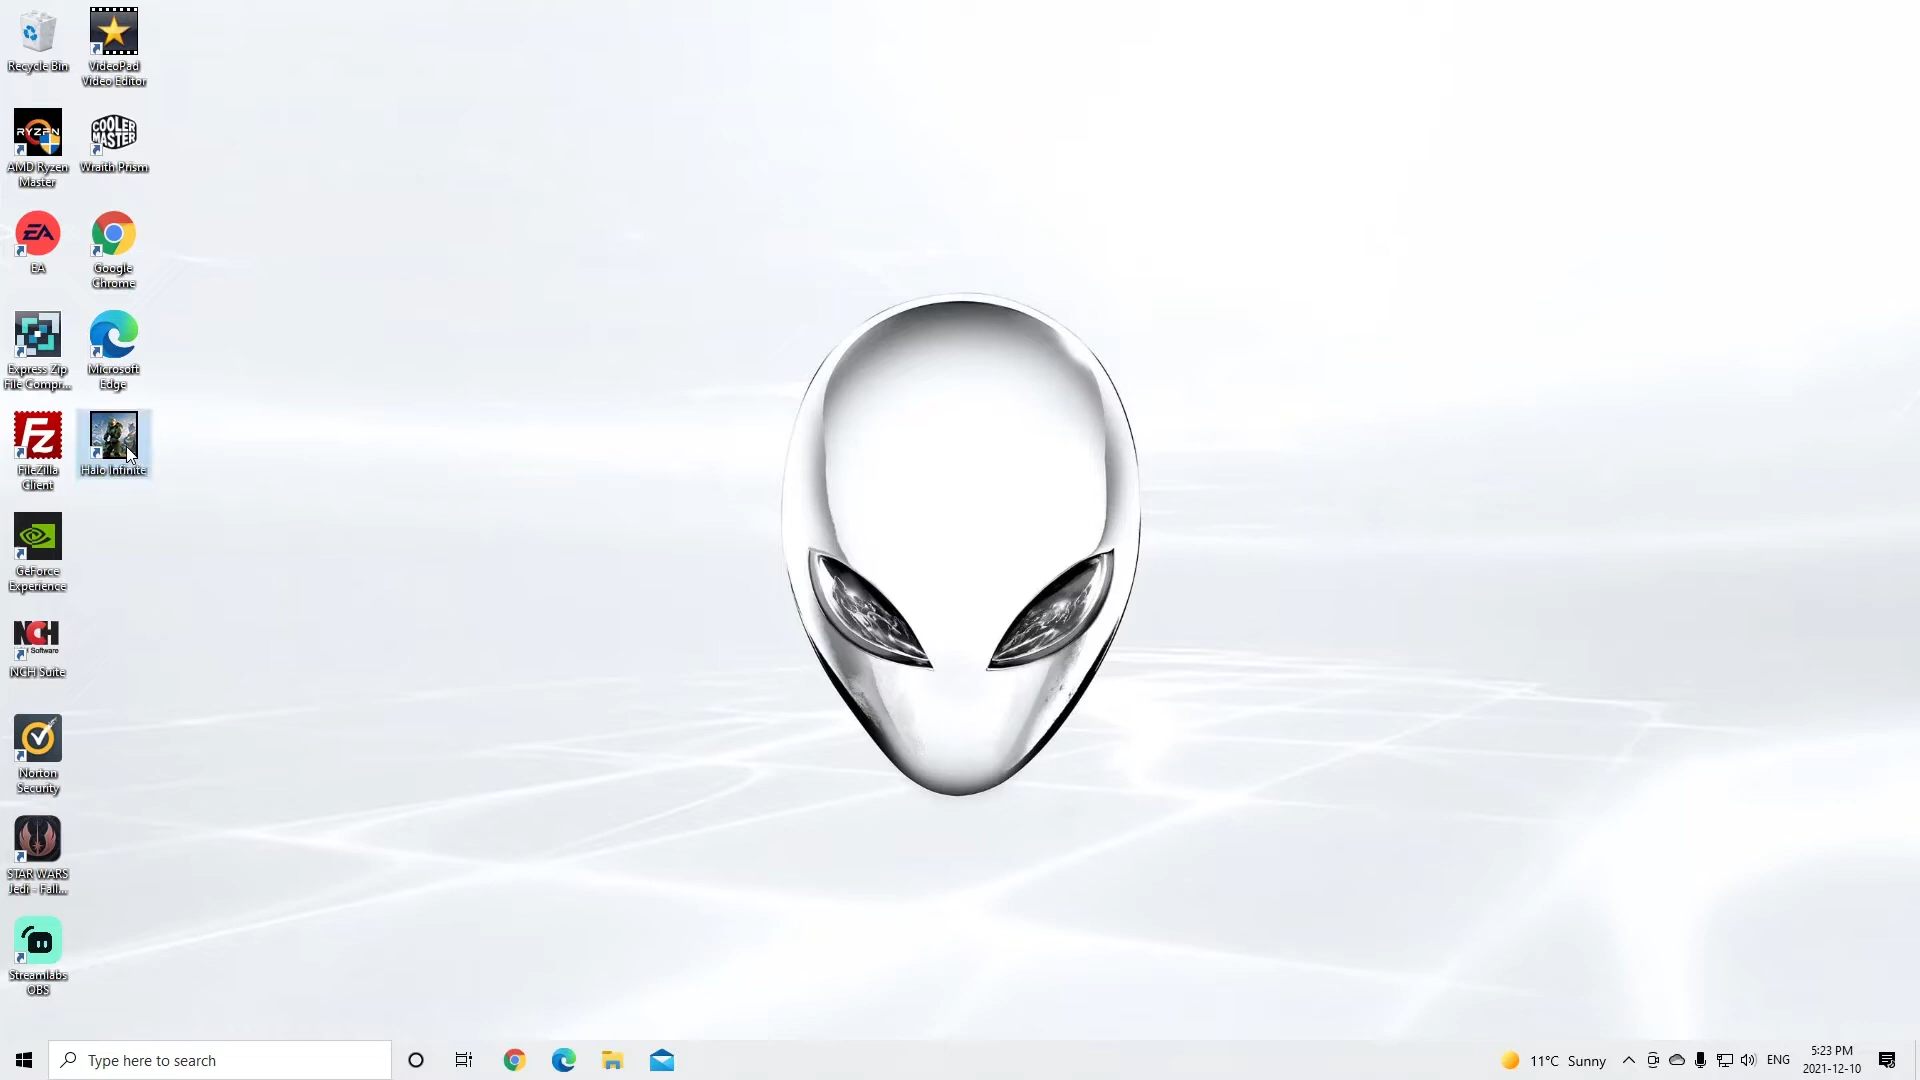 Recycle Bin
VideoPad
Video Editor
RYZEN
AMD Ryzen
Master
COOLER
MASTER
Wraith Prism
EA
EA
Google
Chrome
Express Zip
File Compr...
Microsoft
Edge
Fz
FileZilla
Client
Halo Infinite
GeForce
Experience
NCH
Software
NCH Suite
Norton
Security
STAR WARS
Jedi - Fall...
Streamlabs
OBS
Type here to search
11°C Sunny
ENG
5:23 PM
2021-12-10